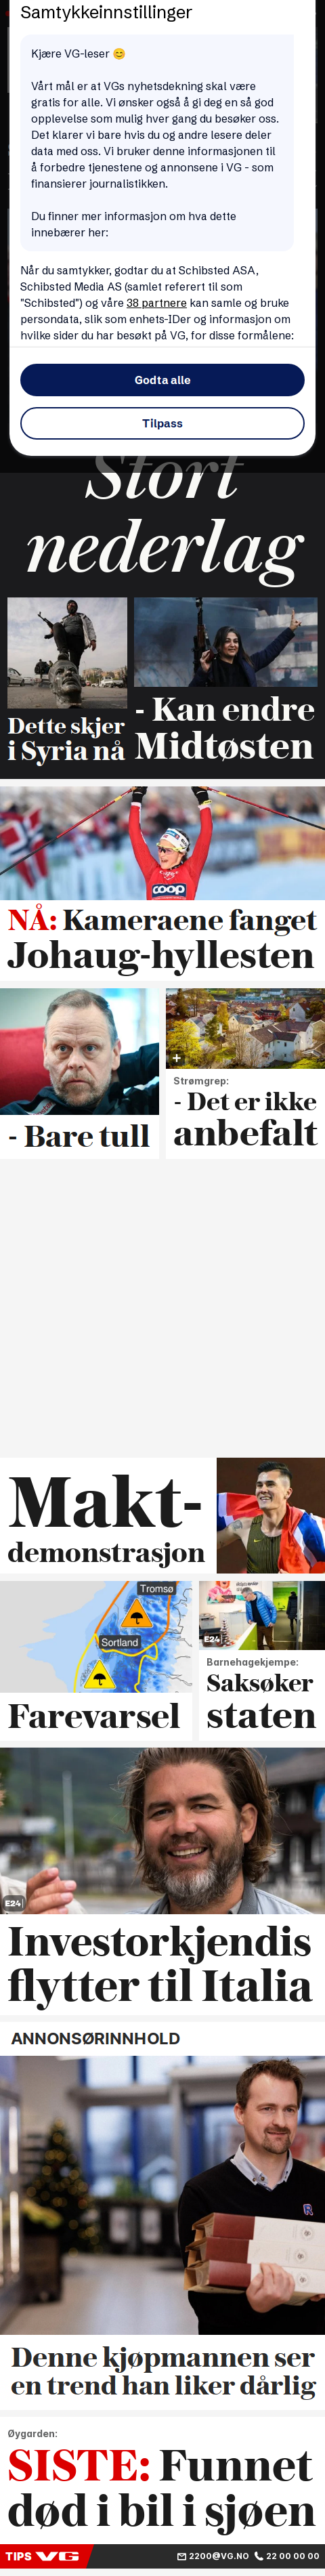 Samtykkeinnstillinger
Kjære VG-leser 😊
Vårt mål er at VGs nyhetsdekning skal være
gratis for alle. Vi ønsker også å gi deg en så god
opplevelse som mulig hver gang du besøker oss.
Det klarer vi bare hvis du og andre lesere deler
data med oss. Vi bruker denne informasjonen til
å forbedre tjenestene og annonsene i VG - som
finansierer journalistikken.
Du finner mer informasjon om hva dette
innebærer her:
Når du samtykker, godtar du at Schibsted ASA,
Schibsted Media AS (samlet referert til som
"Schibsted") og våre 38 partnere kan samle og bruke
persondata, slik som enhets-IDer og informasjon om
hvilke sider du har besøkt på VG, for disse formålene:
Godta alle
Tilpass
Stort
nederlag
Dette skjer
i Syria nå
- Kan endre
Midtøsten
coop
NÅ: Kameraene fanget
Johaug-hyllesten
- Bare tull
Strømgrep:
- Det er ikke
anbefalt
Makt-
demonstrasjon
Tromsø
Sortland
Farevarsel
E24
Barnehagekjempe:
Saksøker
staten
E24
Investorkjendis
flytter til Italia
ANNONSØRINNHOLD
Denne kjøpmannen ser
en trend han liker dårlig
Øygarden:
SISTE: Funnet
død i bil i sjøen
TIPS VG 2200@VG.NO 22 00 00 00